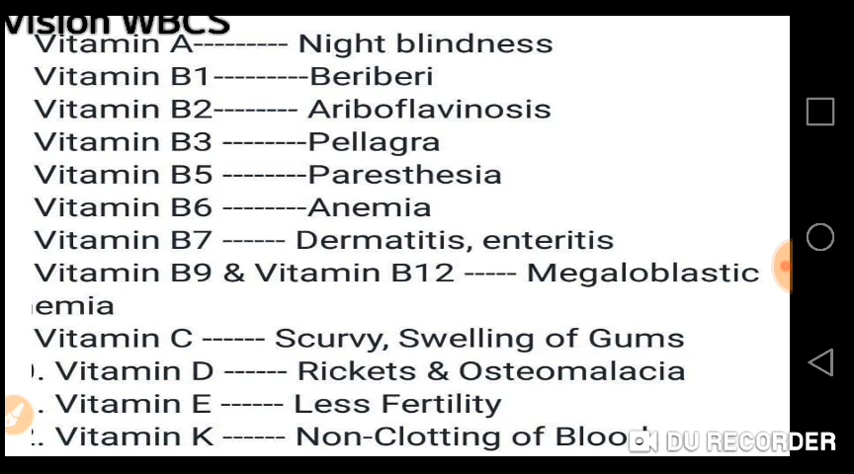 Vision WBCS
Vitamin A--------- Night blindness
Vitamin B1---------Beriberi
Vitamin B2-------- Ariboflavinosis
Vitamin B3 --------Pellagra
Vitamin B5 --------Paresthesia
Vitamin B6 --------Anemia
Vitamin B7 ------ Dermatitis, enteritis
Vitamin B9 & Vitamin B12 ----- Megaloblastic
emia
Vitamin C ------ Scurvy, Swelling of Gums
. Vitamin D ------ Rickets & Osteomalacia
. Vitamin E ------ Less Fertility
. Vitamin K ------ Non-Clotting of Blood
DU RECORDER